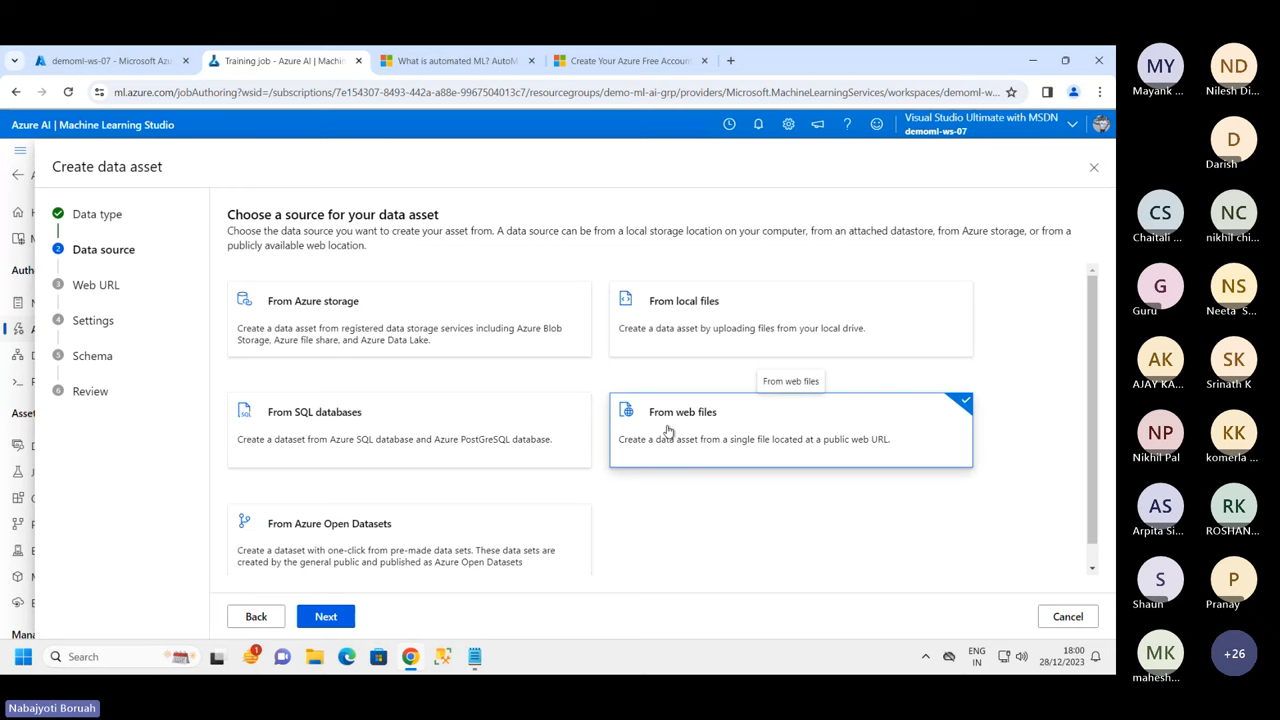 demoml-ws-07 - Microsoft Azu
Training job - Azure AI | Machin
What is automated ML? AutoM
Create Your Azure Free Accoun
ml.azure.com/jobAuthoring?wsid=/subscriptions/7e154307-8493-442a-a88e-9967504013c7/resourcegroups/demo-ml-ai-grp/providers/Microsoft.MachineLearningServices/workspaces/demoml-w...
Azure AI | Machine Learning Studio
Visual Studio Ultimate with MSDN
demoml-ws-07
Create data asset
Data type
2 Data source
3 Web URL
4 Settings
5 Schema
6 Review
Auth
Asset
Mana
Choose a source for your data asset
Choose the data source you want to create your asset from. A data source can be from a local storage location on your computer, from an attached datastore, from Azure storage, or from a
publicly available web location.
From Azure storage
Create a data asset from registered data storage services including Azure Blob
Storage, Azure file share, and Azure Data Lake.
From local files
Create a data asset by uploading files from your local drive.
From web files
SQL
From SQL databases
Create a dataset from Azure SQL database and Azure PostGreSQL database.
From web files
Create a data asset from a single file located at a public web URL.
From Azure Open Datasets
Create a dataset with one-click from pre-made data sets. These data sets are
created by the general public and published as Azure Open Datasets
Back
Next
Cancel
Search
1
ENG
IN
18:00
28/12/2023
MY
Mayank ...
ND
Nilesh Di...
D
Darish
CS
Chaitali ...
NC
nikhil chi...
G
Guru
NS
Neeta S...
AK
AJAY KA...
SK
Srinath K
NP
Nikhil Pal
KK
komerla ...
AS
Arpita Si...
RK
ROSHAN...
S
Shaun
P
Pranay
MK
mahesh...
+26
Nabajyoti Boruah